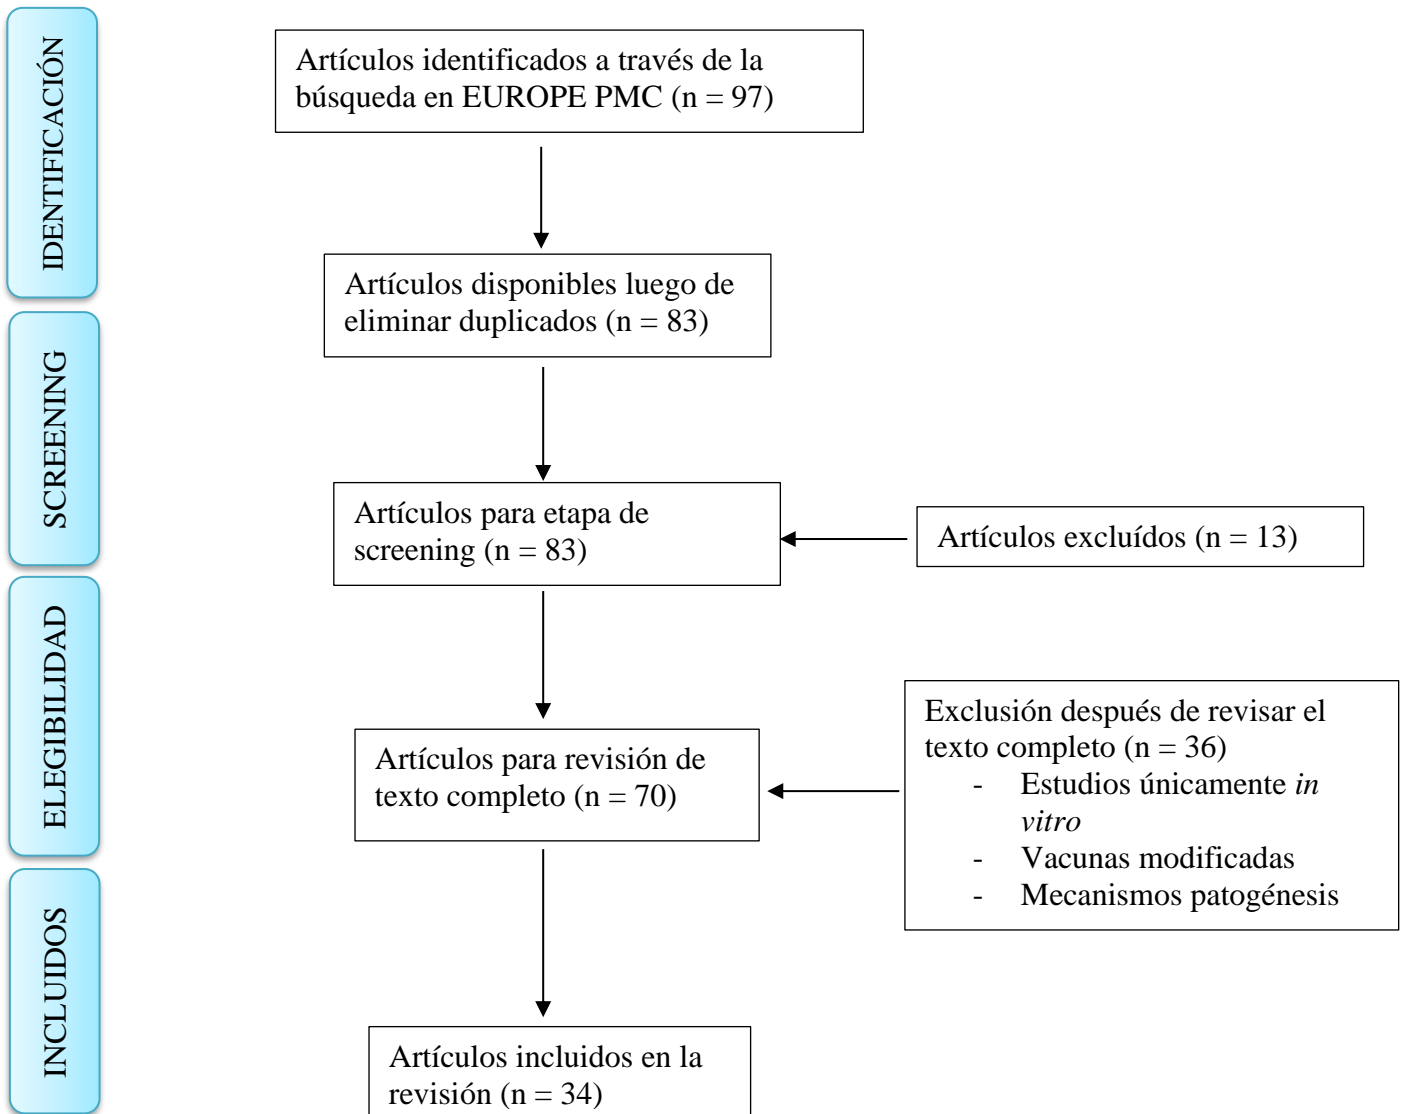 IDENTIFICACIÓN
Artículos identificados a través de la
búsqueda en EUROPE PMC (n = 97)
Artículos disponibles luego de
eliminar duplicados (n = 83)
SCREENING
Artículos para etapa de
screening (n = 83)
Artículos excluídos (n = 13)
ELEGIBILIDAD
Artículos para revisión de
texto completo (n = 70)
Exclusión después de revisar el
texto completo (n = 36)
- Estudios únicamente in
vitro
- Vacunas modificadas
- Mecanismos patogénesis
INCLUIDOS
Artículos incluidos en la
revisión (n = 34)